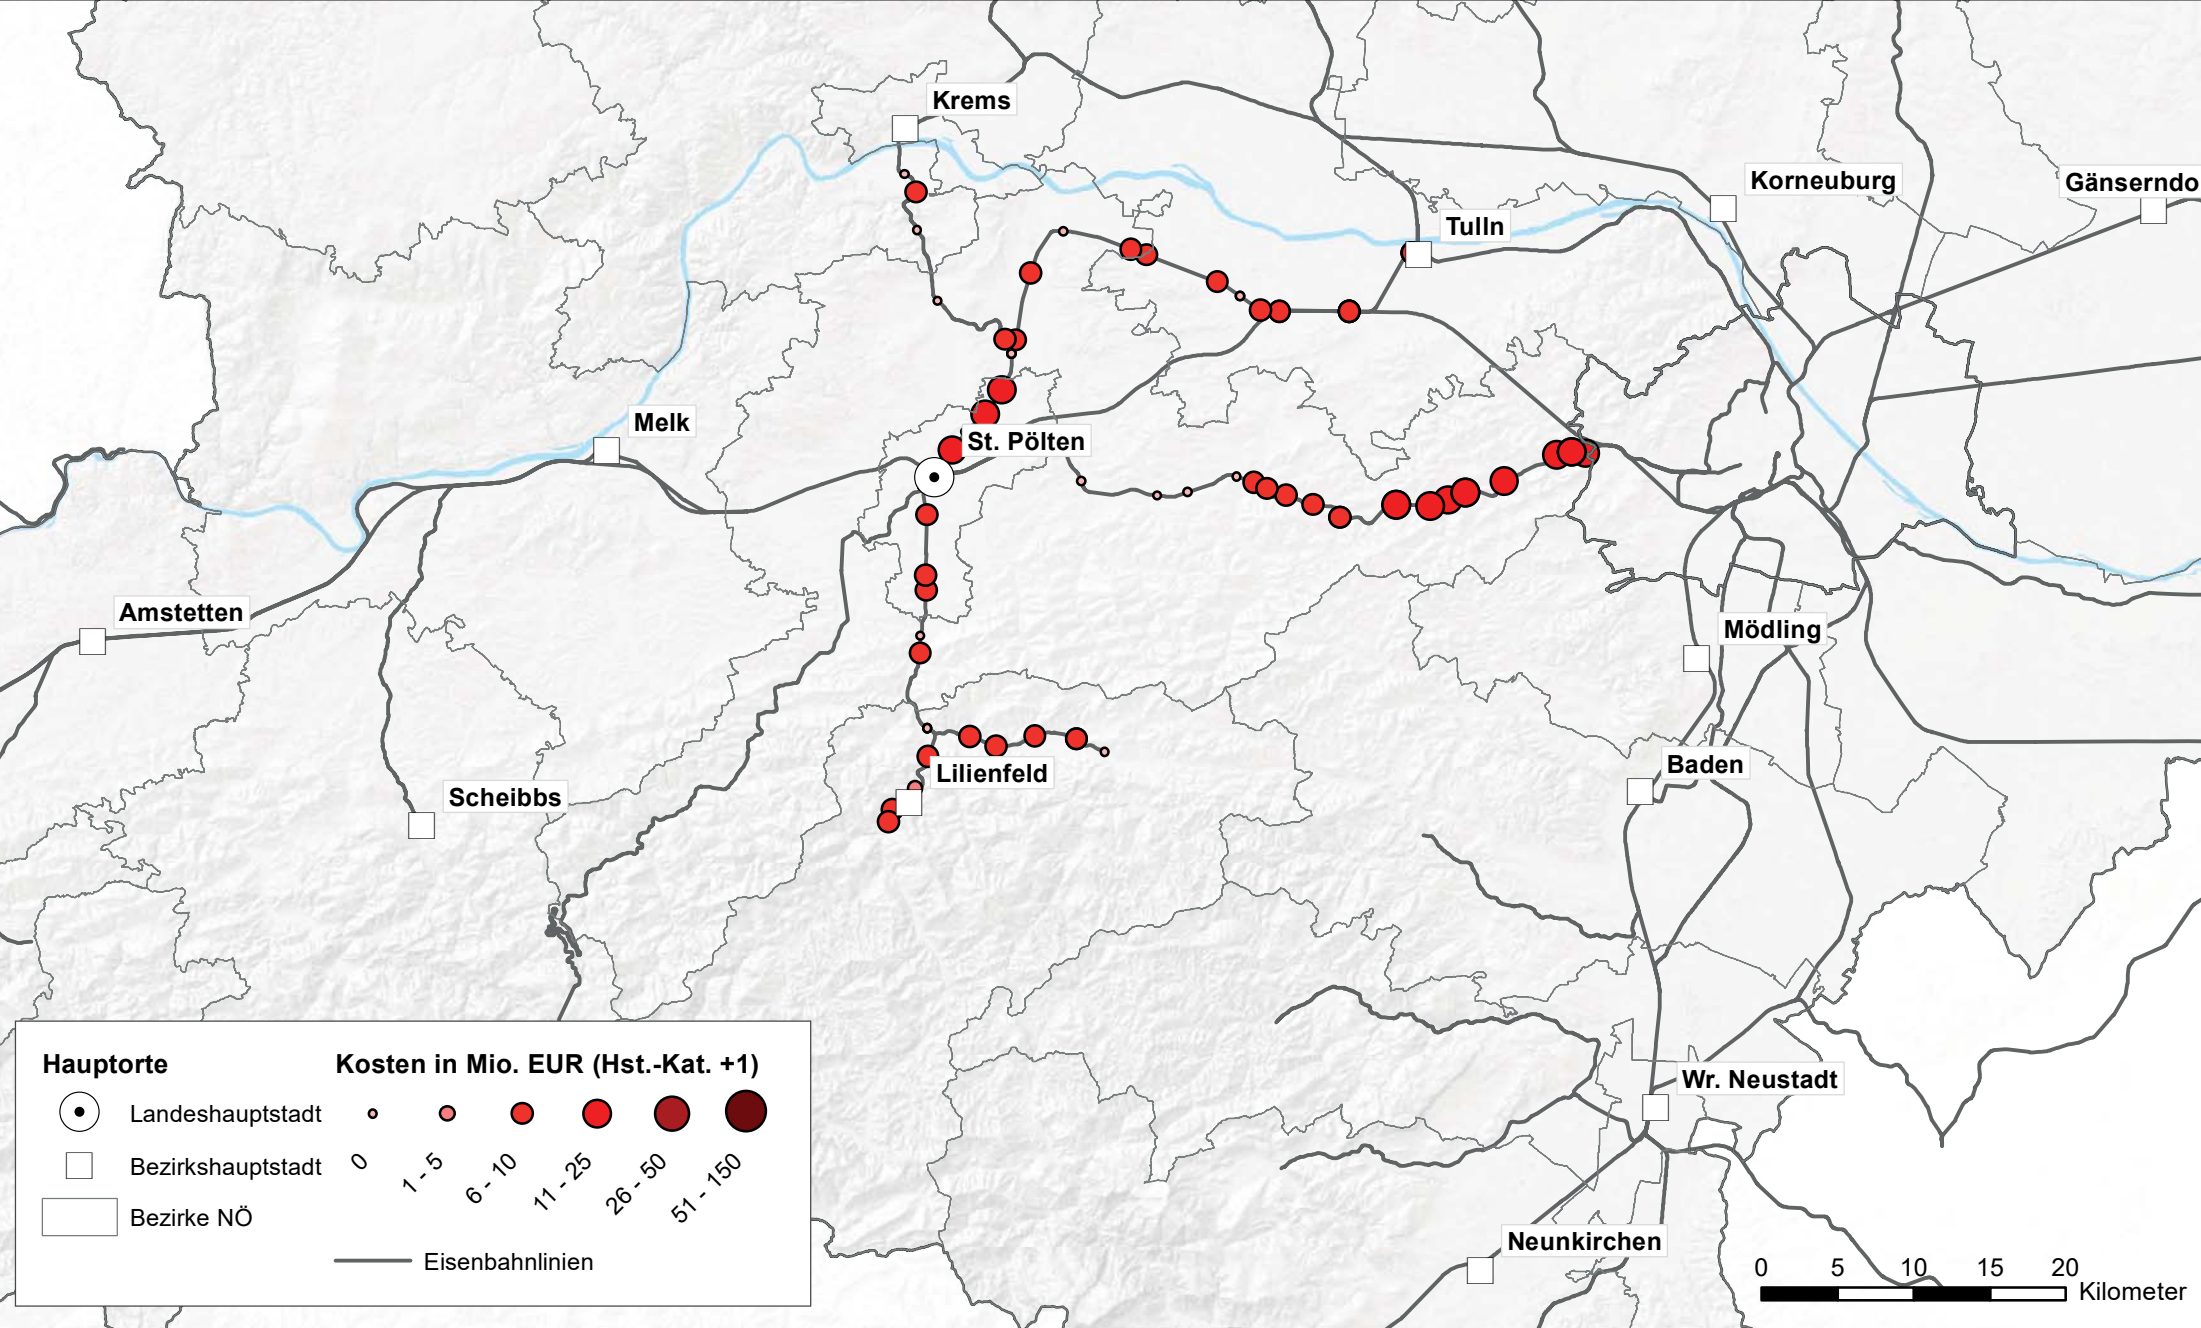 Krems
Korneuburg
Gänserndo
Tulln
Melk
St. Pölten
Amstetten
Mödling
Baden
Lilienfeld
Scheibbs
Wr. Neustadt
Neunkirchen
Hauptorte
Landeshauptstadt
Bezirkshauptstadt
Bezirke NÖ
Kosten in Mio. EUR (Hst.-Kat. +1)
0
1 - 5
6 - 10
11 - 25
26 - 50
51 - 150
Eisenbahnlinien
0 5 10 15 20
Kilometer